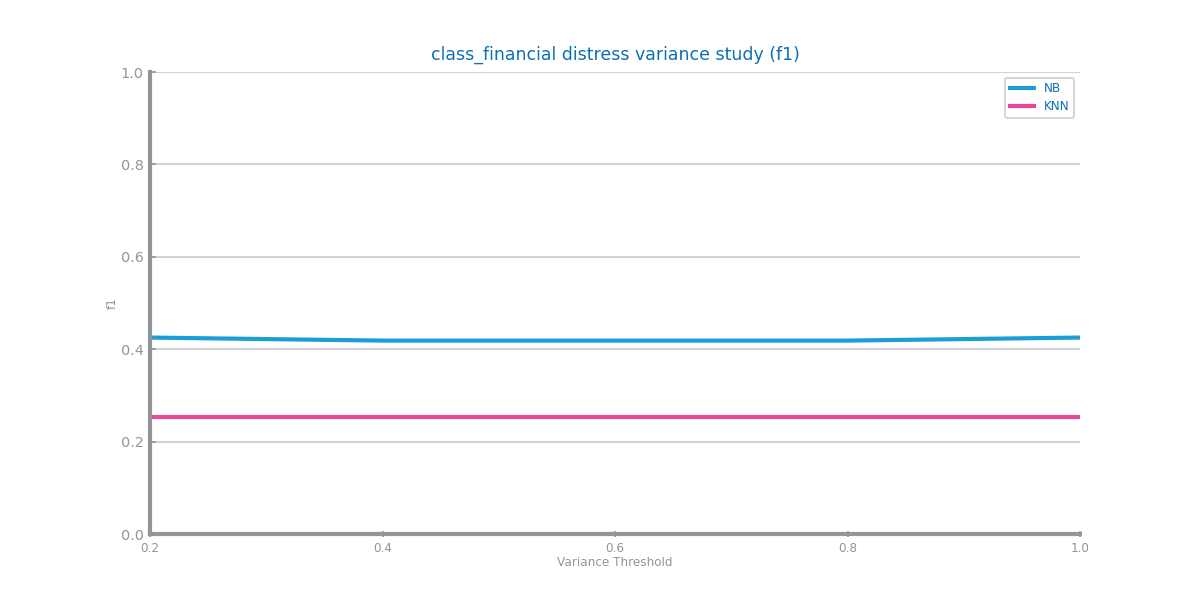 class_financial distress variance study (f1)
1.0
0.8
0.6
0.4
0.2
0.0
f1
NB
KNN
0.2 0.4 0.6 0.8 1.0
Variance Threshold